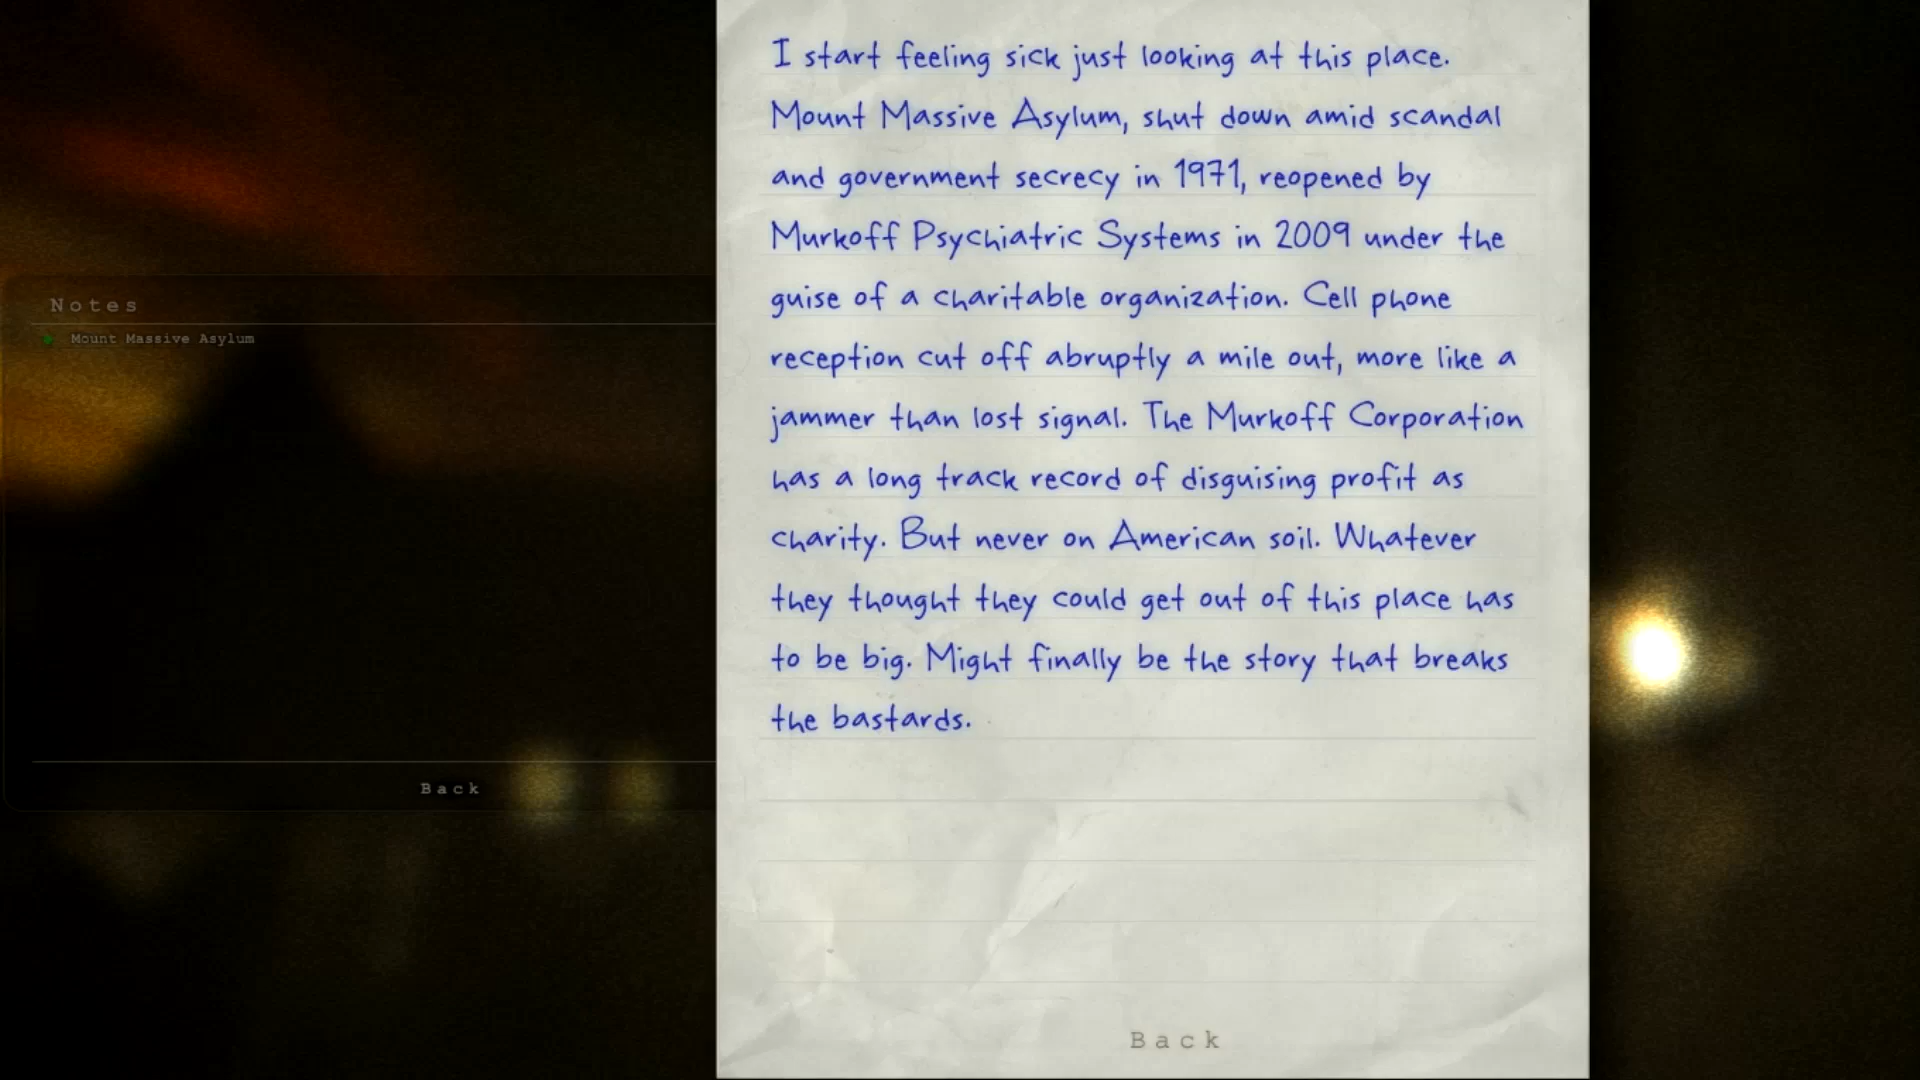 Notes
Mount Massive Asylum
Back
I start feeling sick just looking at this place.
Mount Massive Asylum, shut down amid scandal
and government secrecy in 1971, reopened by
Murkoff Psychiatric Systems in 2009 under the
guise of a charitable organization. Cell phone
reception cut off abruptly a mile out, more like a
jammer than lost signal. The Murkoff Corporation
has a long track record of disguising profit as
charity. But never on American soil. Whatever
they thought they could get out of this place has
to be big. Might finally be the story that breaks
the bastards.
Back